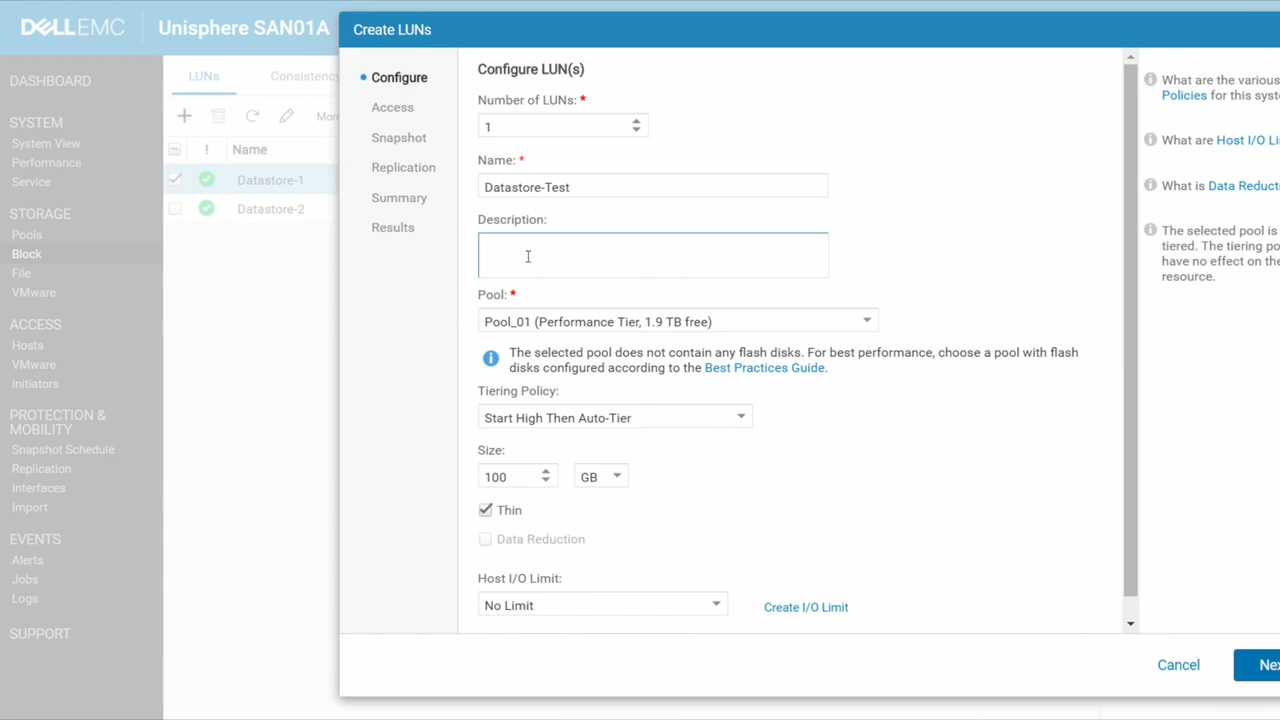 DELLEMC
Unisphere SAN01A
DASHBOARD
SYSTEM
System View
Performance
Service
STORAGE
Pools
Block
File
VMware
ACCESS
Hosts
VMware
Initiators
PROTECTION &
MOBILITY
Snapshot Schedule
Replication
Interfaces
Import
EVENTS
Alerts
Jobs
Logs
SUPPORT
LUNs
Consistency
Mor
! Name
Datastore-1
Datastore-2
Create LUNs
Configure
Access
Snapshot
Replication
Summary
Results
Configure LUN(s)
Number of LUNs: *
1
Name: *
Datastore-Test
Description:
Pool: *
Pool_01 (Performance Tier, 1.9 TB free)
The selected pool does not contain any flash disks. For best performance, choose a pool with flash
disks configured according to the Best Practices Guide.
Tiering Policy:
Start High Then Auto-Tier
Size:
100 GB
Thin
Data Reduction
Host I/O Limit:
No Limit
Create I/O Limit
What are the various
Policies for this syste
What are Host I/O Li
What is Data Reducti
The selected pool is
tiered. The tiering po
have no effect on the
resource.
Cancel
Nex